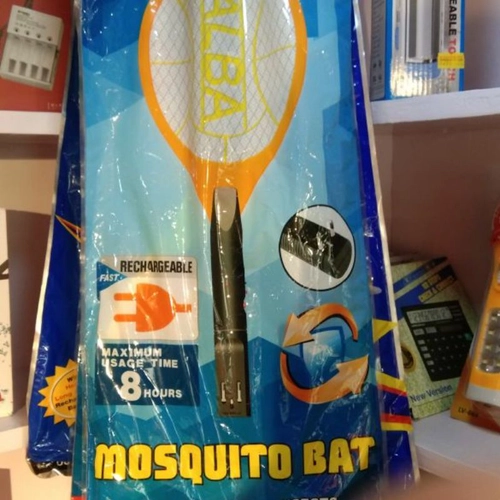 ALBA
RECHARGEABLE
FAST
MAXIMUM
USAGE TIME
8 HOURS
MOSQUITO BAT
New Version